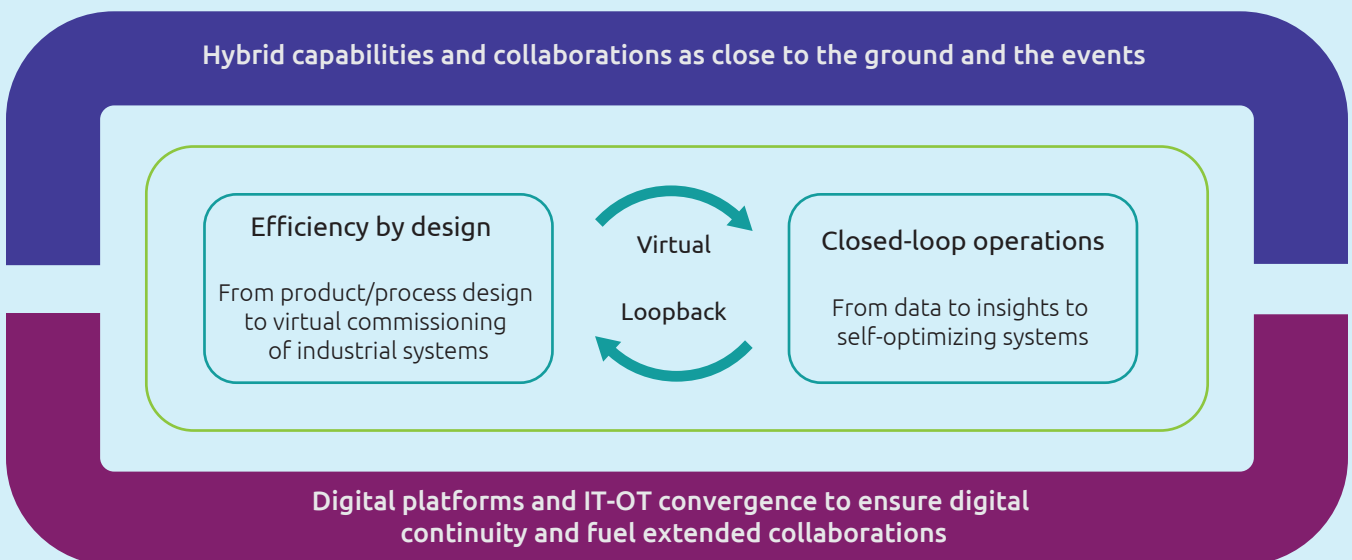 Hybrid capabilities and collaborations as close to the ground and the events
Efficiency by design
From product/process design
to virtual commissioning
of industrial systems
Virtual
Loopback
Closed-loop operations
From data to insights to
self-optimizing systems
Digital platforms and IT-OT convergence to ensure digital
continuity and fuel extended collaborations